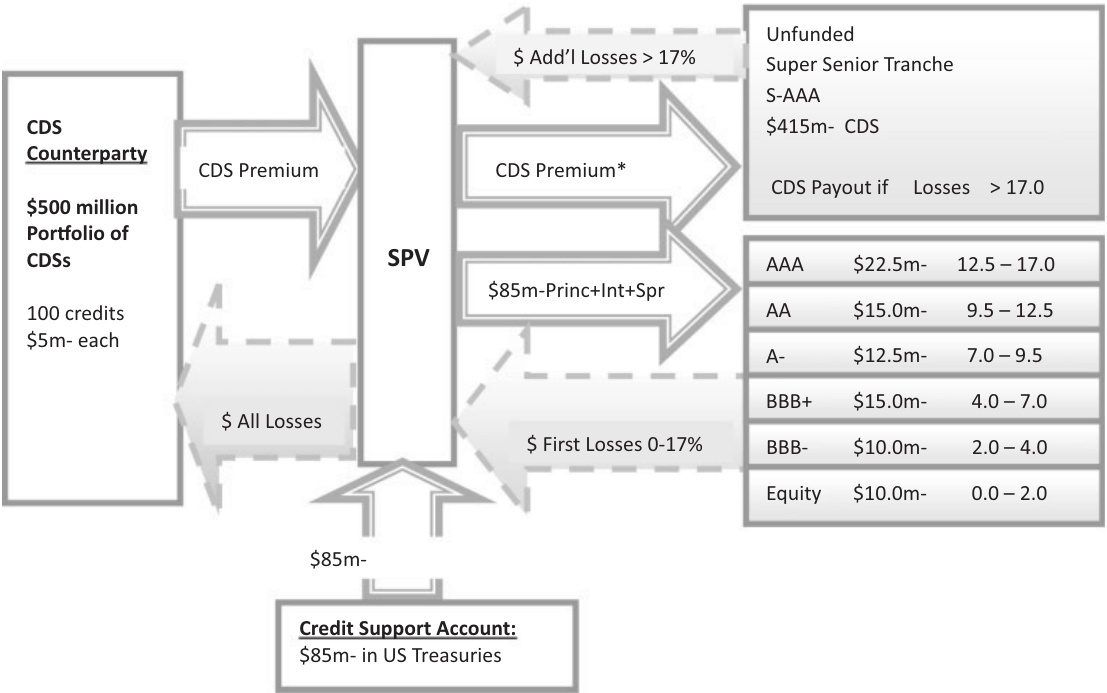 CDS
Counterparty
$500 million
Portfolio of
CDSs
100 credits
$5m- each
CDS Premium
$ All Losses
SPV
$ Add’l Losses > 17%
CDS Premium*
$85m-Princ+Int+Spr
$ First Losses 0-17%
Unfunded
Super Senior Tranche
S-AAA
$415m- CDS
CDS Payout if Losses > 17.0
AAA $22.5m- 12.5 – 17.0
AA $15.0m- 9.5 – 12.5
A- $12.5m- 7.0 – 9.5
BBB+ $15.0m- 4.0 – 7.0
BBB- $10.0m- 2.0 – 4.0
Equity $10.0m- 0.0 – 2.0
$85m-
Credit Support Account:
$85m- in US Treasuries